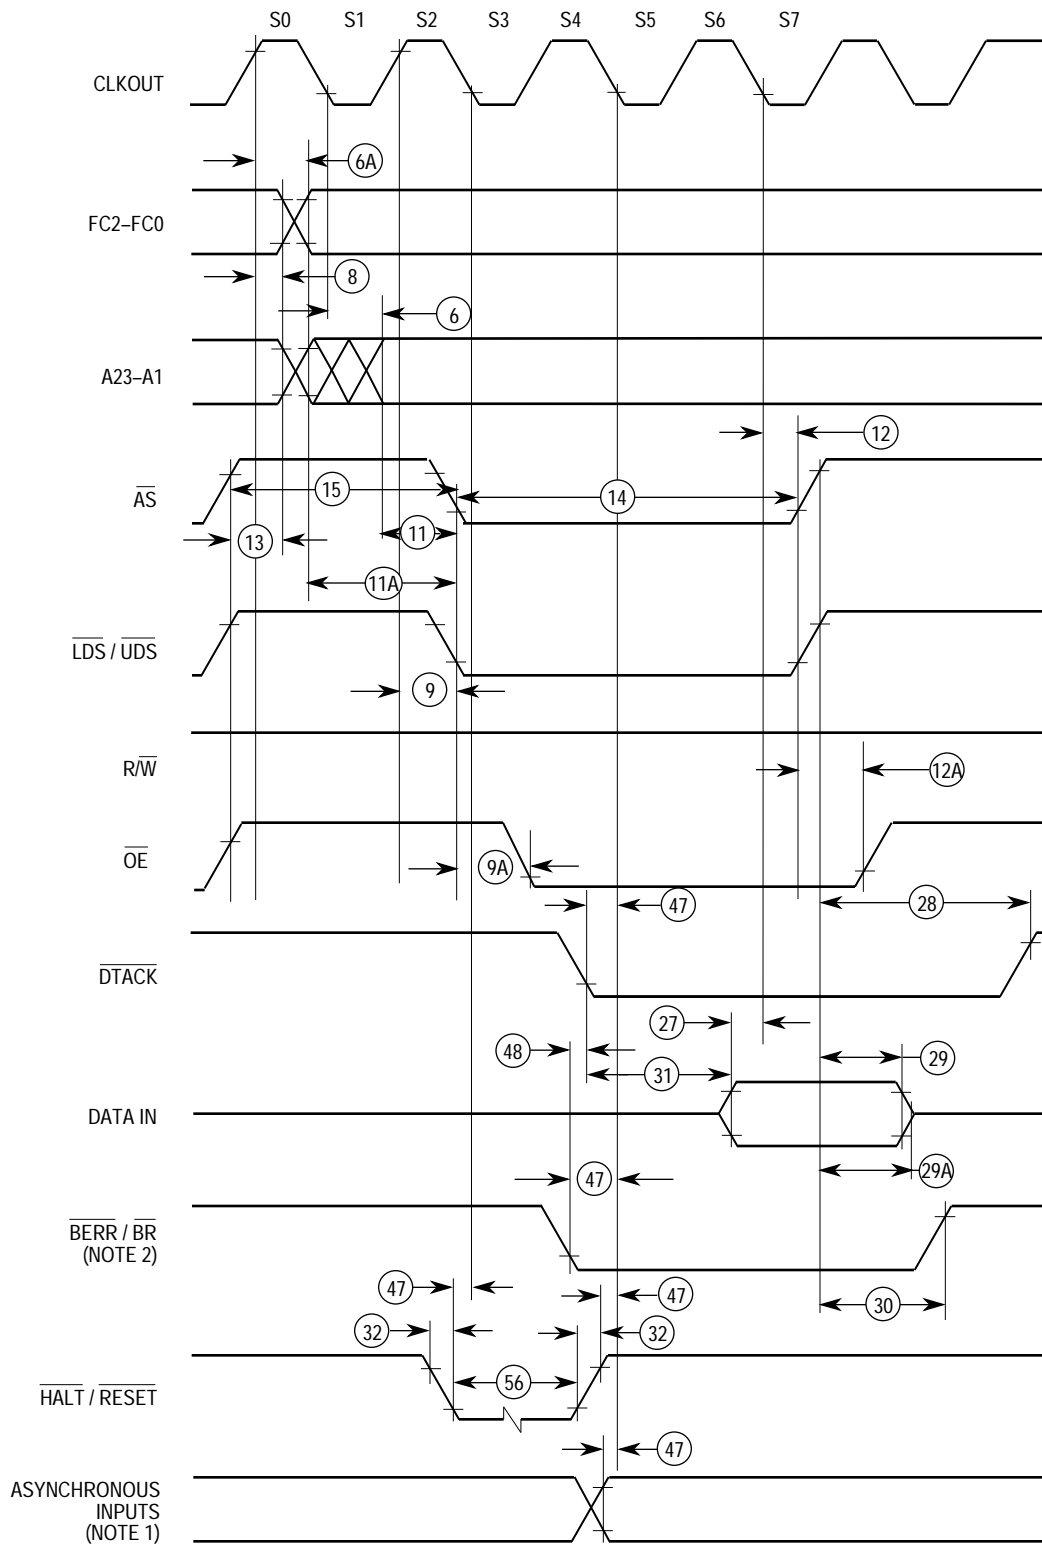 S0 S1 S2 S3 S4 S5 S6 S7
CLKOUT
6A
FC2–FC0
8
6
A23–A1
12
15
14
AS
11
13
11A
LDS / UDS
9
R/W
12A
OE
9A
47
28
DTACK
27
48
29
31
DATA IN
47
29A
BERR / BR
(NOTE 2)
47
47
30
32
32
56
HALT / RESET
47
ASYNCHRONOUS
INPUTS
(NOTE 1)